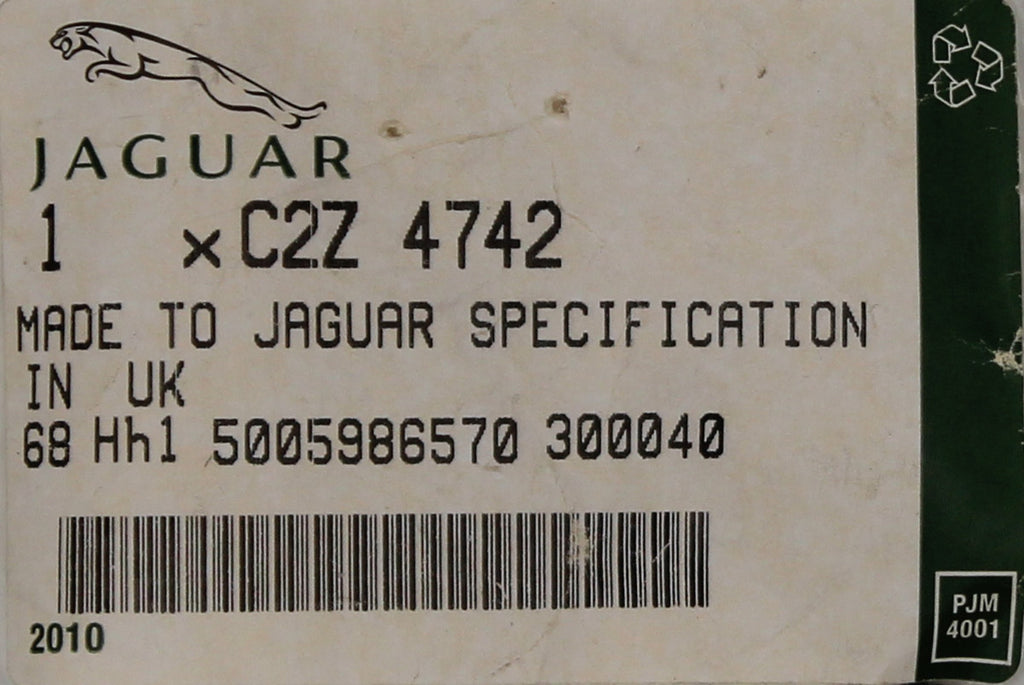 JAGUAR
1 x C2Z 4742
MADE TO JAGUAR SPECIFICATION
IN UK
68 Hh1 5005986570 300040
2010
PJM
4001